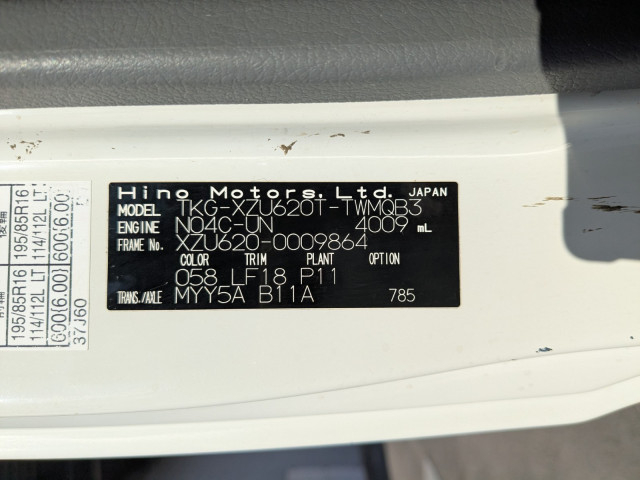 Hino Motors, Ltd. JAPAN
MODEL TKG-XZU620T-TWMQB3
ENGINE N04C-UN 4009 mL
FRAME No. XZU620-0009864
COLOR TRIM PLANT OPTION
058 LF18 P11
TRANS./AXLE MYY5A B11A 785
後輪
195/85R16
114/112L LT
600(6.00)
195/85R16
114/112L LT
600(6.00)
37J60